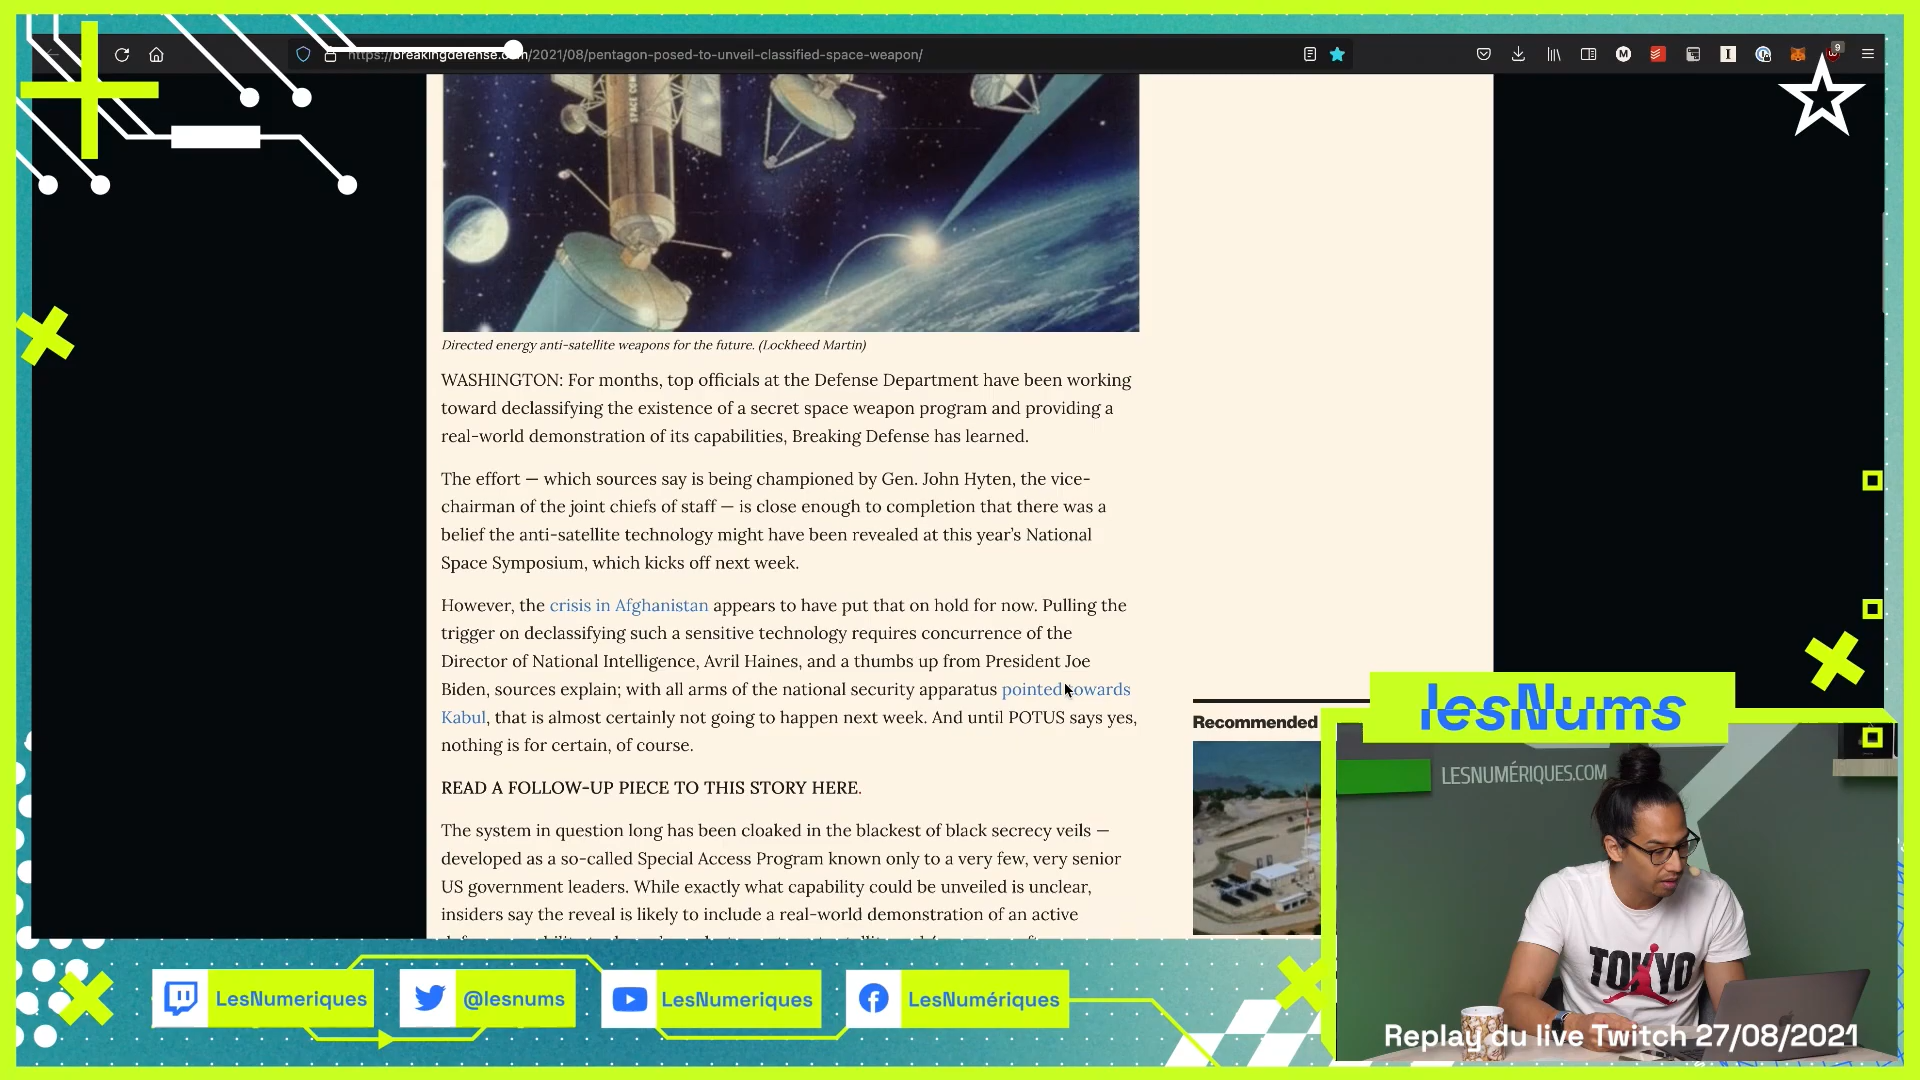 https://breakingdefense.com/2021/08/pentagon-posed-to-unveil-classified-space-weapon/
M
I
9
SPACE COM
Directed energy anti-satellite weapons for the future. (Lockheed Martin)
WASHINGTON: For months, top officials at the Defense Department have been working
toward declassifying the existence of a secret space weapon program and providing a
real-world demonstration of its capabilities, Breaking Defense has learned.
The effort — which sources say is being championed by Gen. John Hyten, the vice-
chairman of the joint chiefs of staff — is close enough to completion that there was a
belief the anti-satellite technology might have been revealed at this year's National
Space Symposium, which kicks off next week.
However, the crisis in Afghanistan appears to have put that on hold for now. Pulling the
trigger on declassifying such a sensitive technology requires concurrence of the
Director of National Intelligence, Avril Haines, and a thumbs up from President Joe
Biden, sources explain; with all arms of the national security apparatus pointed towards
Kabul, that is almost certainly not going to happen next week. And until POTUS says yes,
nothing is for certain, of course.
READ A FOLLOW-UP PIECE TO THIS STORY HERE.
The system in question long has been cloaked in the blackest of black secrecy veils —
developed as a so-called Special Access Program known only to a very few, very senior
US government leaders. While exactly what capability could be unveiled is unclear,
insiders say the reveal is likely to include a real-world demonstration of an active
Recommended
lesNums
LESNUMÉRIQUES.COM
TOKYO
Replay du live Twitch 27/08/2021
LesNumeriques
@lesnums
LesNumeriques
LesNumériques